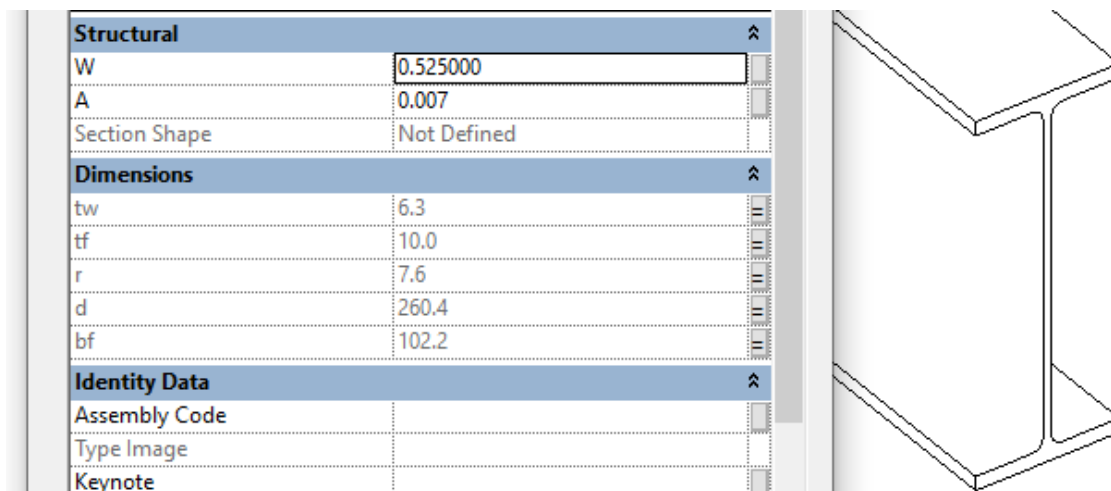 Structural
W 0.525000
A 0.007
Section Shape Not Defined
Dimensions
tw 6.3 =
tf 10.0 =
r 7.6 =
d 260.4 =
bf 102.2 =
Identity Data
Assembly Code
Type Image
Keynote